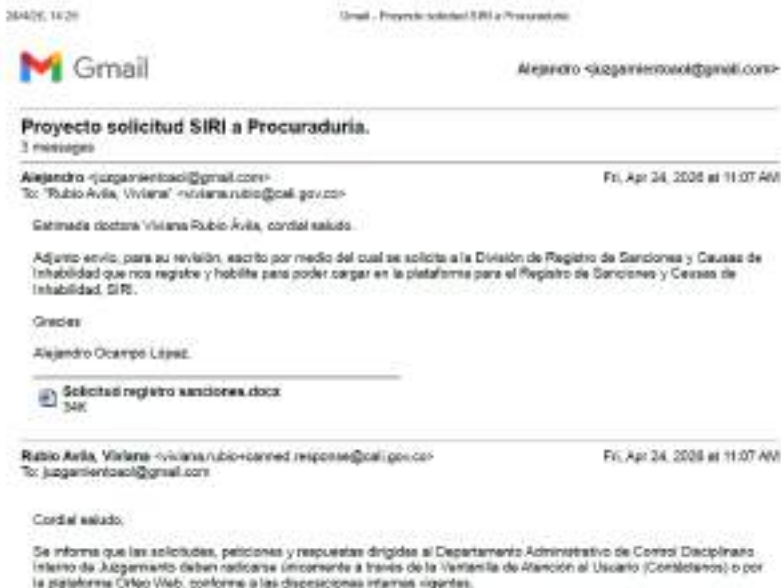 28/4/26, 14:29
Gmail - Proyecto solicitud SIRI a Procuraduría.
Gmail
Alejandro <juzgamientoaol@gmail.com>
Proyecto solicitud SIRI a Procuraduría.
3 messages
Alejandro <juzgamientoaol@gmail.com>
Fri, Apr 24, 2026 at 11:07 AM
To: "Rubio Avila, Viviana" <viviana.rubio@cali.gov.co>
Estimada doctora Viviana Rubio Ávila, cordial saludo.
Adjunto envío, para su revisión, escrito por medio del cual se solicita a la División de Registro de Sanciones y Causas de
Inhabilidad que nos registre y habilite para poder cargar en la plataforma para el Registro de Sanciones y Causas de
Inhabilidad, SIRI.
Gracias
Alejandro Ocampo López.
Solicitud registro sanciones.docx
34K
Rubio Avila, Viviana <viviana.rubio+canned.response@cali.gov.co>
Fri, Apr 24, 2026 at 11:07 AM
To: juzgamientoaol@gmail.com
Cordial saludo,
Se informa que las solicitudes, peticiones y respuestas dirigidas al Departamento Administrativo de Control Disciplinario
Interno de Juzgamiento deben radicarse únicamente a través de la Ventanilla de Atención al Usuario (Contáctenos) o por
la plataforma Orfeo Web, conforme a las disposiciones internas vigentes.